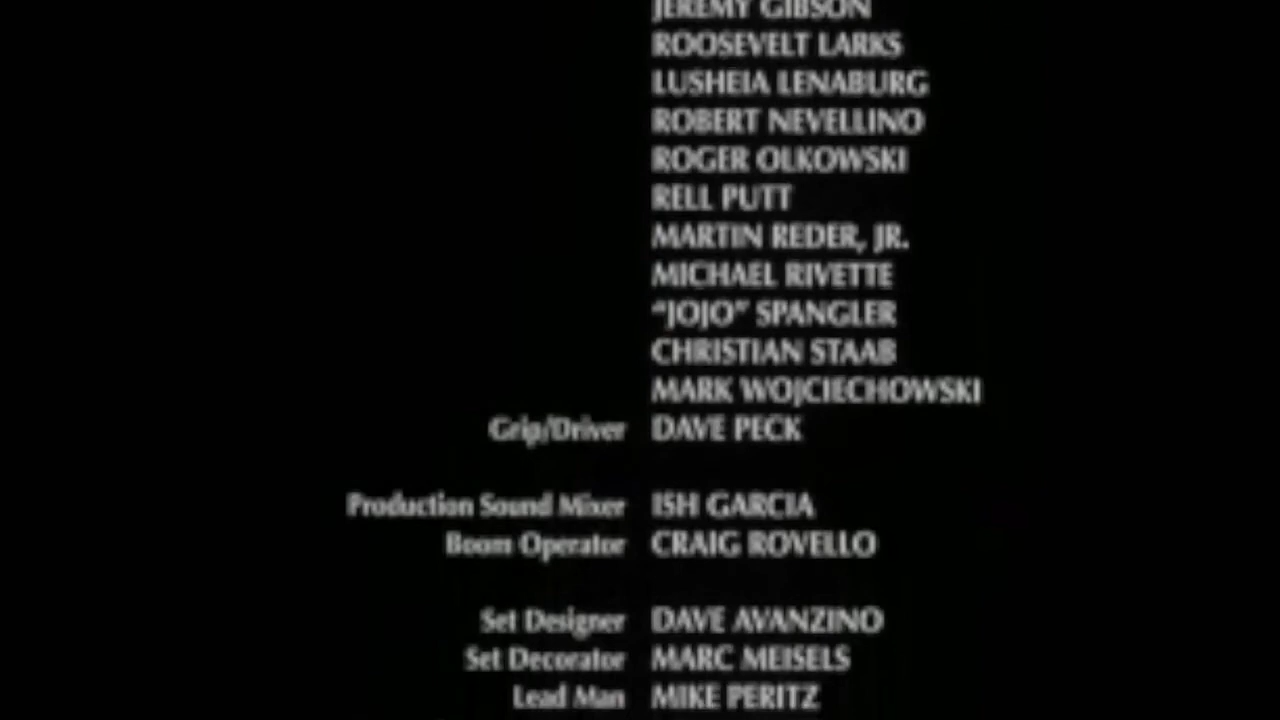 JEREMY GIBSON
ROOSEVELT LARKS
LUSHEIA LENABURG
ROBERT NEVELLINO
ROGER OLKOWSKI
RELL PUTT
MARTIN REDER, JR.
MICHAEL RIVETTE
“JOJO” SPANGLER
CHRISTIAN STAAB
MARK WOJCIECHOWSKI
Grip/Driver DAVE PECK
Production Sound Mixer ISH GARCIA
Boom Operator CRAIG ROVELLO
Set Designer DAVE AVANZINO
Set Decorator MARC MEISELS
Lead Man MIKE PERITZ